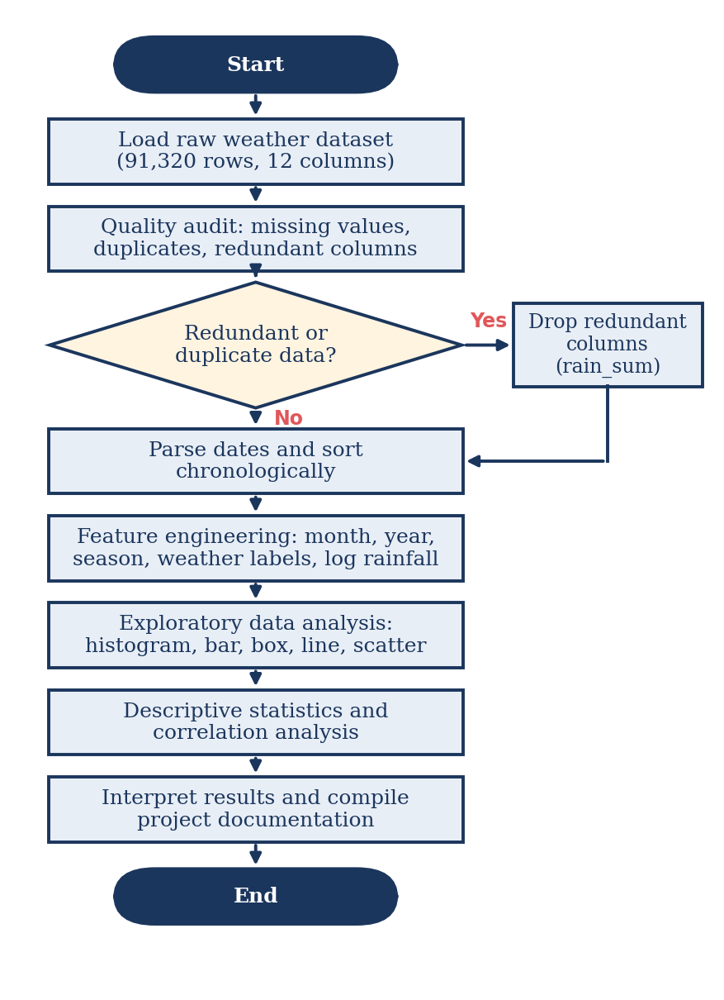 Start
Load raw weather dataset
(91,320 rows, 12 columns)
Quality audit: missing values,
duplicates, redundant columns
Redundant or
duplicate data?
Yes
Drop redundant
columns
(rain_sum)
No
Parse dates and sort
chronologically
Feature engineering: month, year,
season, weather labels, log rainfall
Exploratory data analysis:
histogram, bar, box, line, scatter
Descriptive statistics and
correlation analysis
Interpret results and compile
project documentation
End